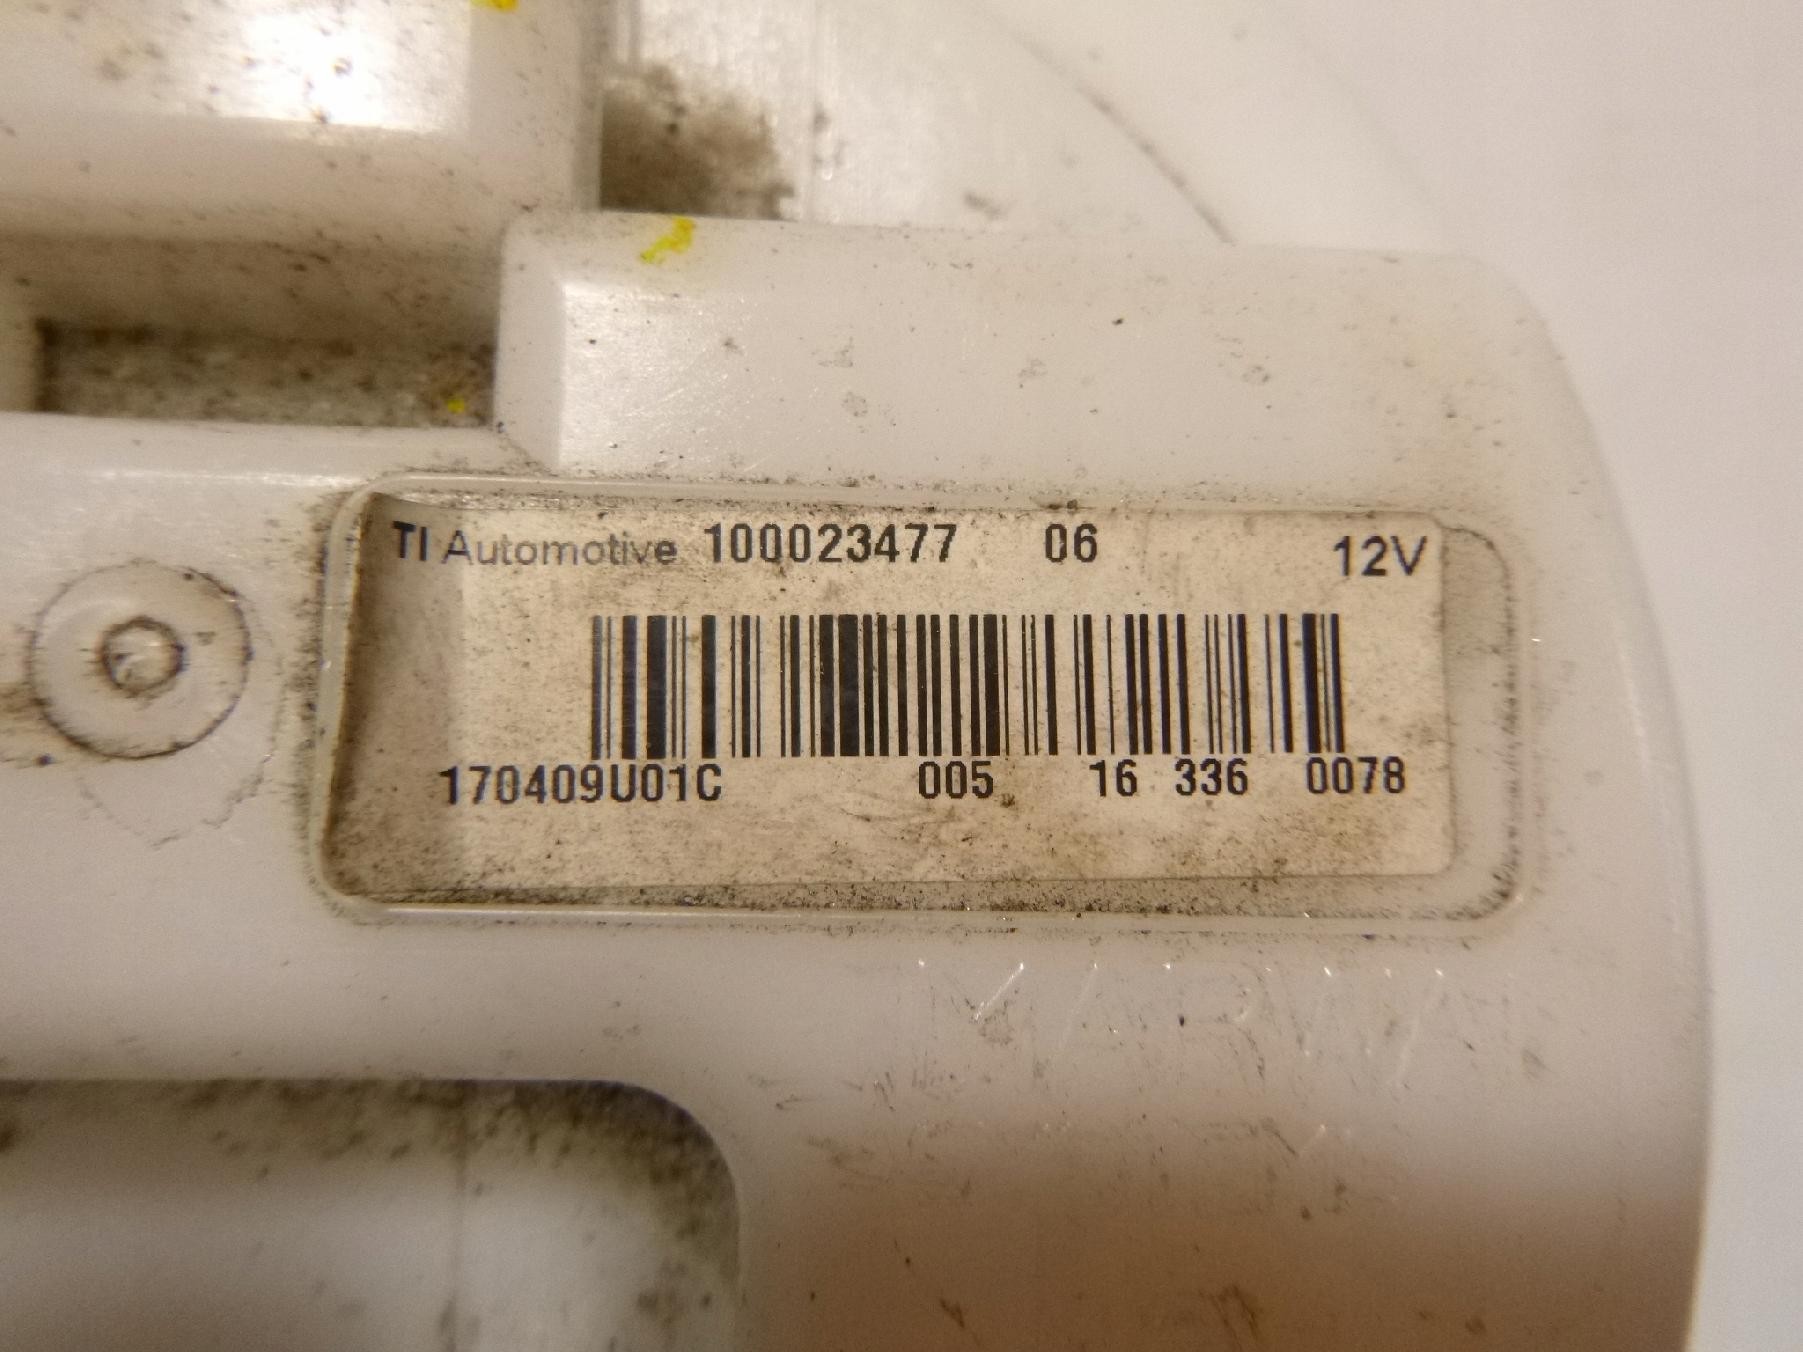 TI Automotive 100023477 06 12V
170409U01C 005 16 336 0078